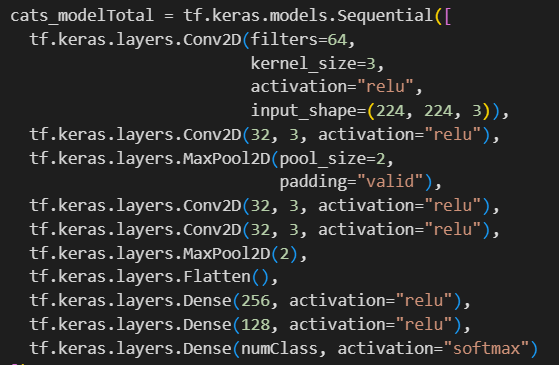 cats_modelTotal = tf.keras.models.Sequential([
  tf.keras.layers.Conv2D(filters=64,
                         kernel_size=3,
                         activation="relu",
                         input_shape=(224, 224, 3)),
  tf.keras.layers.Conv2D(32, 3, activation="relu"),
  tf.keras.layers.MaxPool2D(pool_size=2,
                            padding="valid"),
  tf.keras.layers.Conv2D(32, 3, activation="relu"),
  tf.keras.layers.Conv2D(32, 3, activation="relu"),
  tf.keras.layers.MaxPool2D(2),
  tf.keras.layers.Flatten(),
  tf.keras.layers.Dense(256, activation="relu"),
  tf.keras.layers.Dense(128, activation="relu"),
  tf.keras.layers.Dense(numClass, activation="softmax")